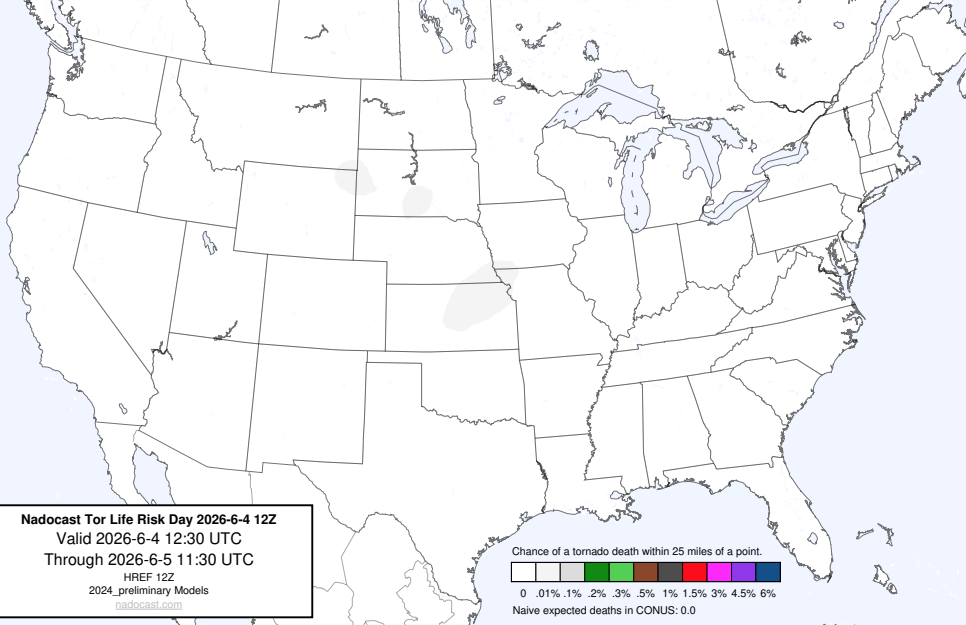 Nadocast Tor Life Risk Day 2026-6-4 12Z
Valid 2026-6-4 12:30 UTC
Through 2026-6-5 11:30 UTC
HREF 12Z
2024_preliminary Models
nadocast.com
Chance of a tornado death within 25 miles of a point.
0 .01% .1% .2% .3% .5% 1% 1.5% 3% 4.5% 6%
Naive expected deaths in CONUS: 0.0